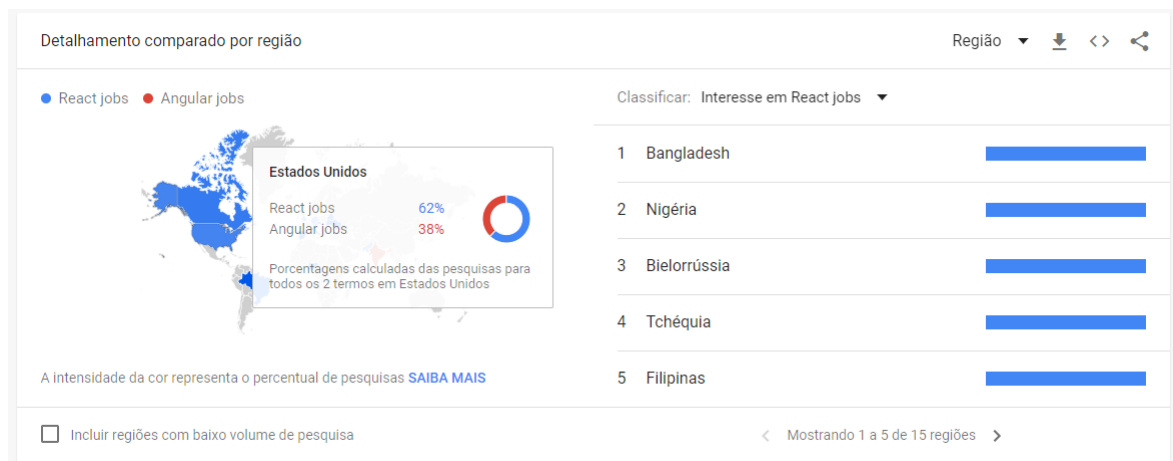 Detalhamento comparado por região
Região
React jobs Angular jobs
Estados Unidos
React jobs 62%
Angular jobs 38%
Porcentagens calculadas das pesquisas para
todos os 2 termos em Estados Unidos
A intensidade da cor representa o percentual de pesquisas SAIBA MAIS
Incluir regiões com baixo volume de pesquisa
Classificar: Interesse em React jobs
1 Bangladesh
2 Nigéria
3 Bielorrússia
4 Tchéquia
5 Filipinas
Mostrando 1 a 5 de 15 regiões